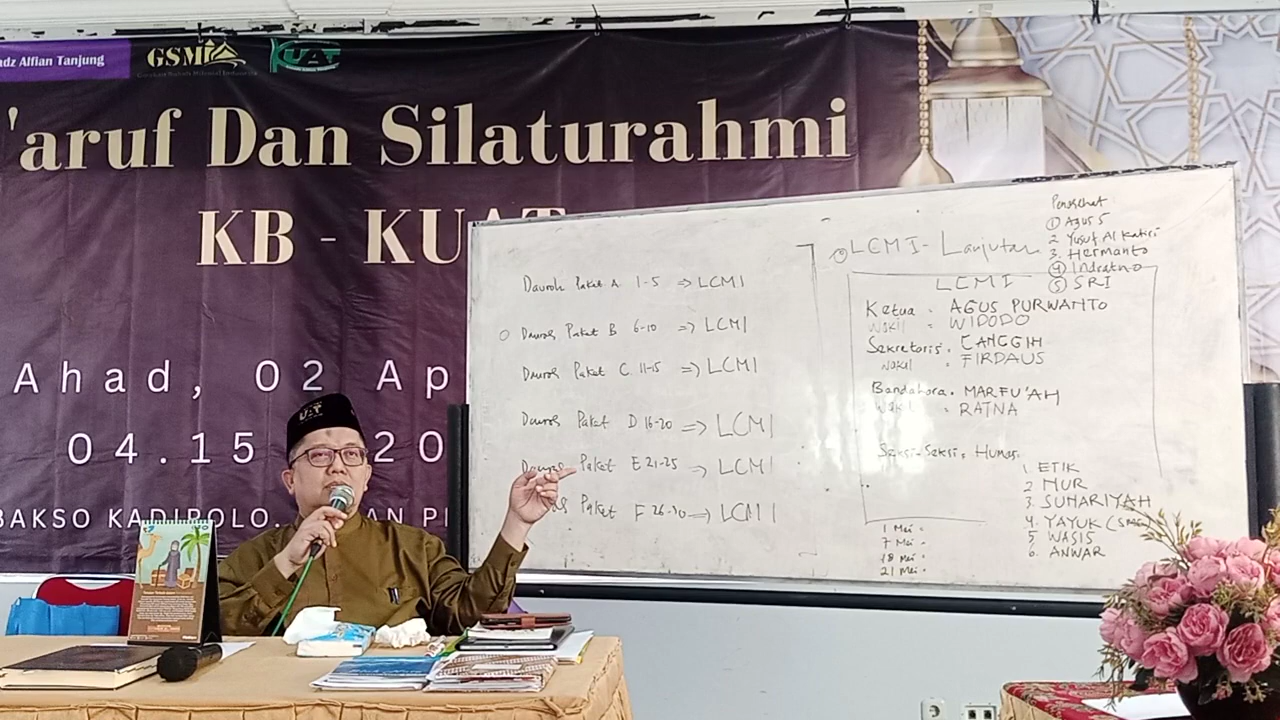 adz Alfian Tanjung
GSMI
KUAT
'aruf Dan Silaturahmi
KB - KUAT
Ahad, 02 Ap
04.15 20
BAKSO KADIPOLO.
UAT
Dauroh Paket A 1-5 => LCMI
Dauroh Paket B 6-10 => LCMI
Dauroh Paket C. 11-15 => LCMI
Dauroh Paket D 16-20 => LCMI
Paket E 21-25 => LCMI
Paket F 26-30 => LCMI
LCMI - Lanjutan
Penasehat
① Agus S
2. Yusuf Al Katiri
3. Hermanto
④ Indratno
⑤ SRI
LCMI
Ketua = AGUS PURWANTO
Wakil = WIDODO
Sekretaris. CANGGIH
Wakil = FIRDAUS
Bandahara. MARFU'AH
Wakil = RATNA
Seksi-Seksi. Humas.
1. ETIK
2 NUR
3. SUHARIYAH
4. YAYUK
5 WASIS
6. ANWAR
1 Mei =
7 Mei =
18 Mei =
21 Mei =